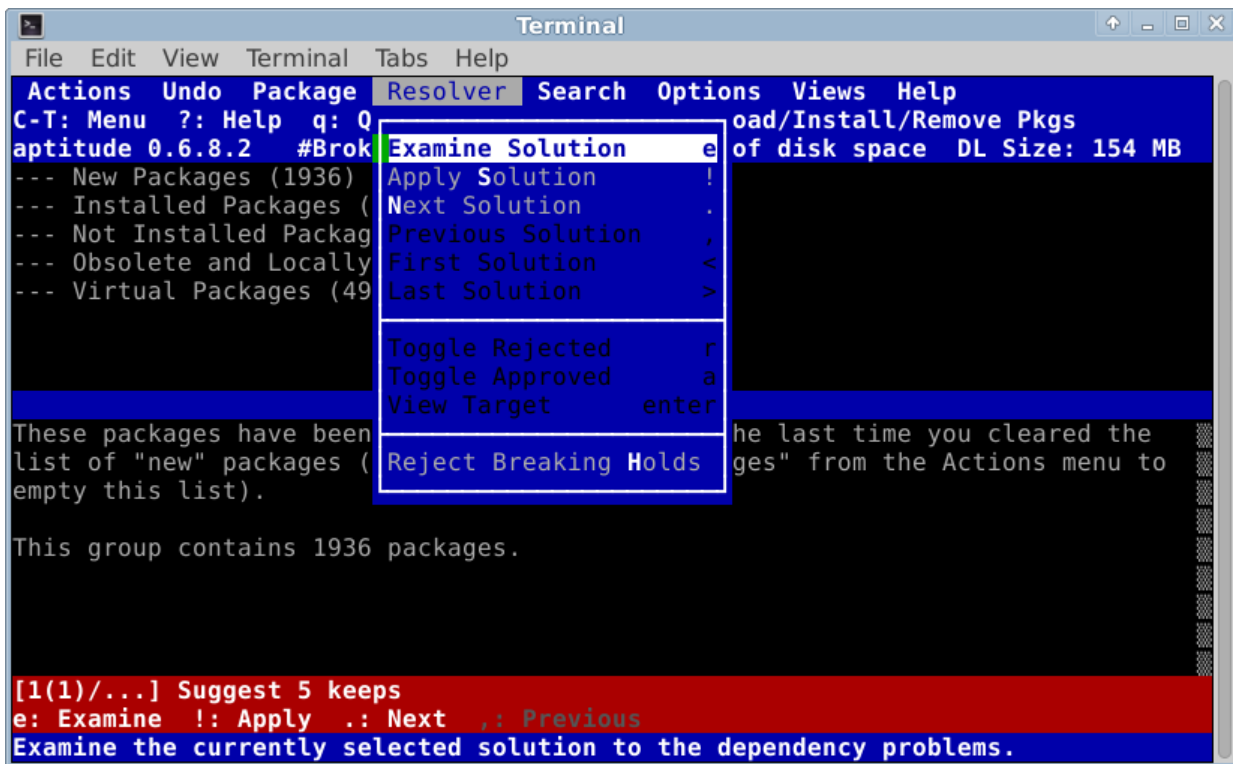 Terminal
File Edit View Terminal Tabs Help
Actions Undo Package Resolver Search Options Views Help
C-T: Menu ?: Help q: Q oad/Install/Remove Pkgs
aptitude 0.6.8.2 #Brok of disk space DL Size: 154 MB
Examine Solution e
Apply Solution !
Next Solution .
Previous Solution ,
First Solution <
Last Solution >
Toggle Rejected r
Toggle Approved a
View Target enter
Reject Breaking Holds
--- New Packages (1936)
--- Installed Packages (
--- Not Installed Packag
--- Obsolete and Locally
--- Virtual Packages (49
These packages have been he last time you cleared the
list of "new" packages ( ges" from the Actions menu to
empty this list).
This group contains 1936 packages.
[1(1)/...] Suggest 5 keeps
e: Examine !: Apply .: Next ,: Previous
Examine the currently selected solution to the dependency problems.